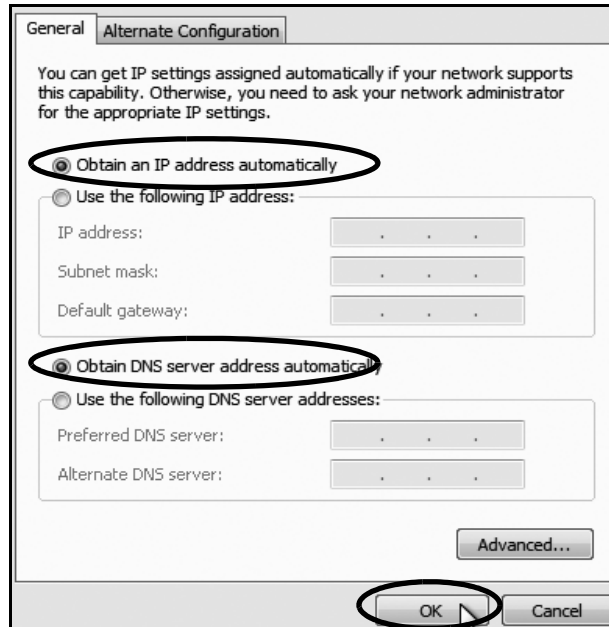 General
Alternate Configuration
You can get IP settings assigned automatically if your network supports
this capability. Otherwise, you need to ask your network administrator
for the appropriate IP settings.
Obtain an IP address automatically
Use the following IP address:
IP address:
Subnet mask:
Default gateway:
Obtain DNS server address automatically
Use the following DNS server addresses:
Preferred DNS server:
Alternate DNS server:
Advanced...
OK
Cancel